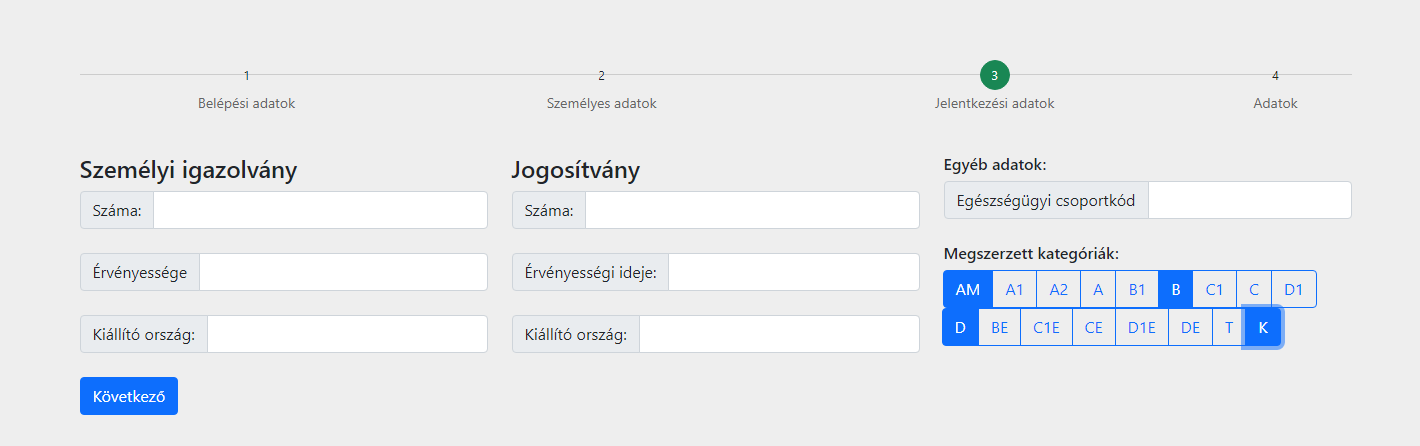 1
2
3
4
Belépési adatok
Személyes adatok
Jelentkezési adatok
Adatok
Személyi igazolvány
Száma:
Érvényessége
Kiállító ország:
Következő
Jogosítvány
Száma:
Érvényességi ideje:
Kiállító ország:
Egyéb adatok:
Egészségügyi csoportkód
Megszerzett kategóriák:
AM A1 A2 A B1 B C1 C D1
D BE C1E CE D1E DE T K